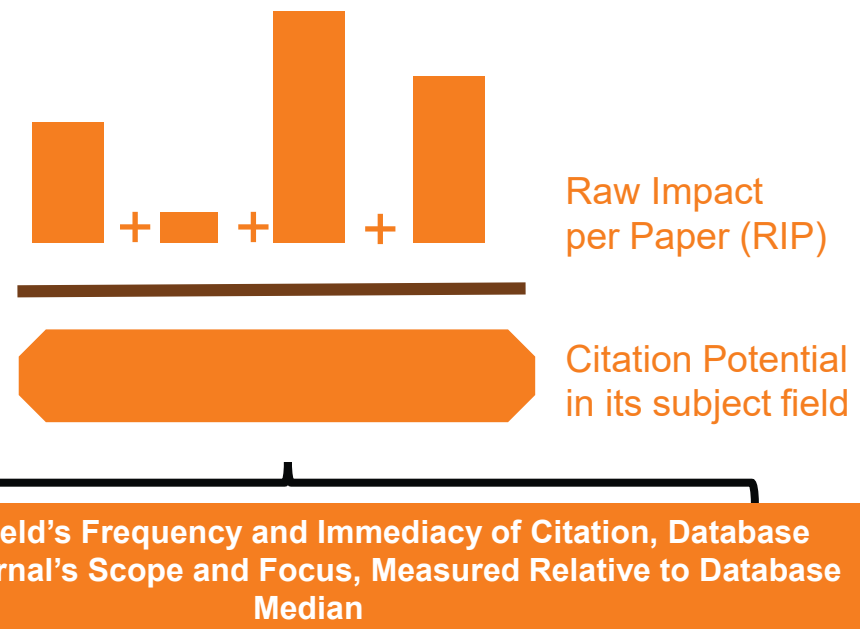 Raw Impact
per Paper (RIP)
+ + +
Citation Potential
in its subject field
eld's Frequency and Immediacy of Citation, Database
rnal's Scope and Focus, Measured Relative to Database
Median